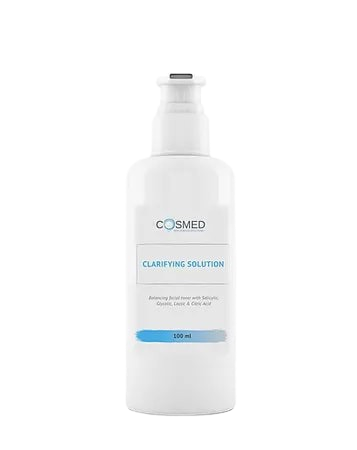 COSMED
CLARIFYING SOLUTION
Balancing facial toner with Salicylic,
Glycolic, Lactic & Citric Acid
100 ml